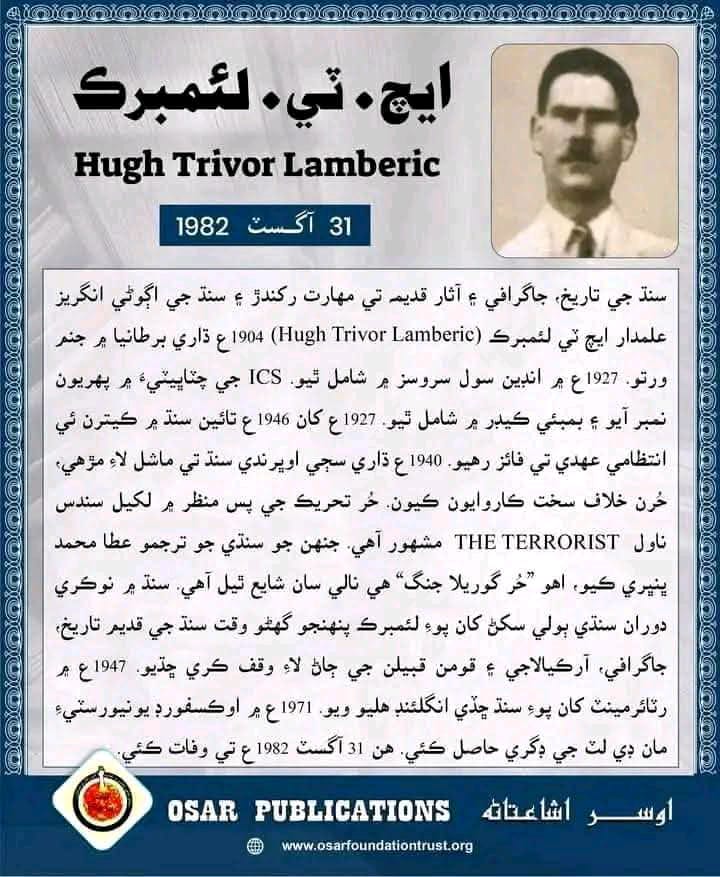 ايڇ. ٽي. لئمبرڪ
Hugh Trivor Lamberic
31 آگسٽ 1982
سنڌ جي تاريخ، جاگرافي ۽ آثار قديمہ تي مهارت رکندڙ ۽ سنڌ جي اڳوڻي انگريز
علمدار ايڇ ٽي لئمبرڪ (Hugh Trivor Lamberic) 1904ع ڌاري برطانيا ۾ جنم
ورتو. 1927ع ۾ انڊين سول سروسز ۾ شامل ٿيو. ICS جي چٽاڀيٽيءَ ۾ پهريون
نمبر آيو ۽ بمبئي ڪيڊر ۾ شامل ٿيو. 1927ع کان 1946ع تائين سنڌ ۾ ڪيترن ئي
انتظامي عهدي تي فائز رهيو. 1940ع ڌاري سڄي اوڀرندي سنڌ تي ماشل لاءِ مڙهي،
حُرن خلاف سخت ڪاروايون ڪيون. حُر تحريڪ جي پس منظر ۾ لکيل سندس
ناول THE TERRORIST مشهور آهي. جنهن جو سنڌي جو ترجمو عطا محمد
ڀنڀري ڪيو، اهو ”حُر گوريلا جنگ“ هي نالي سان شايع ٿيل آهي. سنڌ ۾ نوڪري
دوران سنڌي ٻولي سکڻ کان پوءِ لئمبرڪ پنهنجو گهڻو وقت سنڌ جي قديم تاريخ،
جاگرافي، آرڪيالاجي ۽ قومن قبيلن جي ڄاڻ لاءِ وقف ڪري ڇڏيو. 1947ع ۾
رٽائرمينٽ کان پوءِ سنڌ ڇڏي انگلئنڊ هليو ويو. 1971ع ۾ اوڪسفورڊ يونيورسٽيءَ
مان ڊي لٽ جي ڊگري حاصل ڪئي. هن 31 آگسٽ 1982ع تي وفات ڪئي.
OSAR PUBLICATIONS اوسر اشاعتاڻه
www.osarfoundationtrust.org